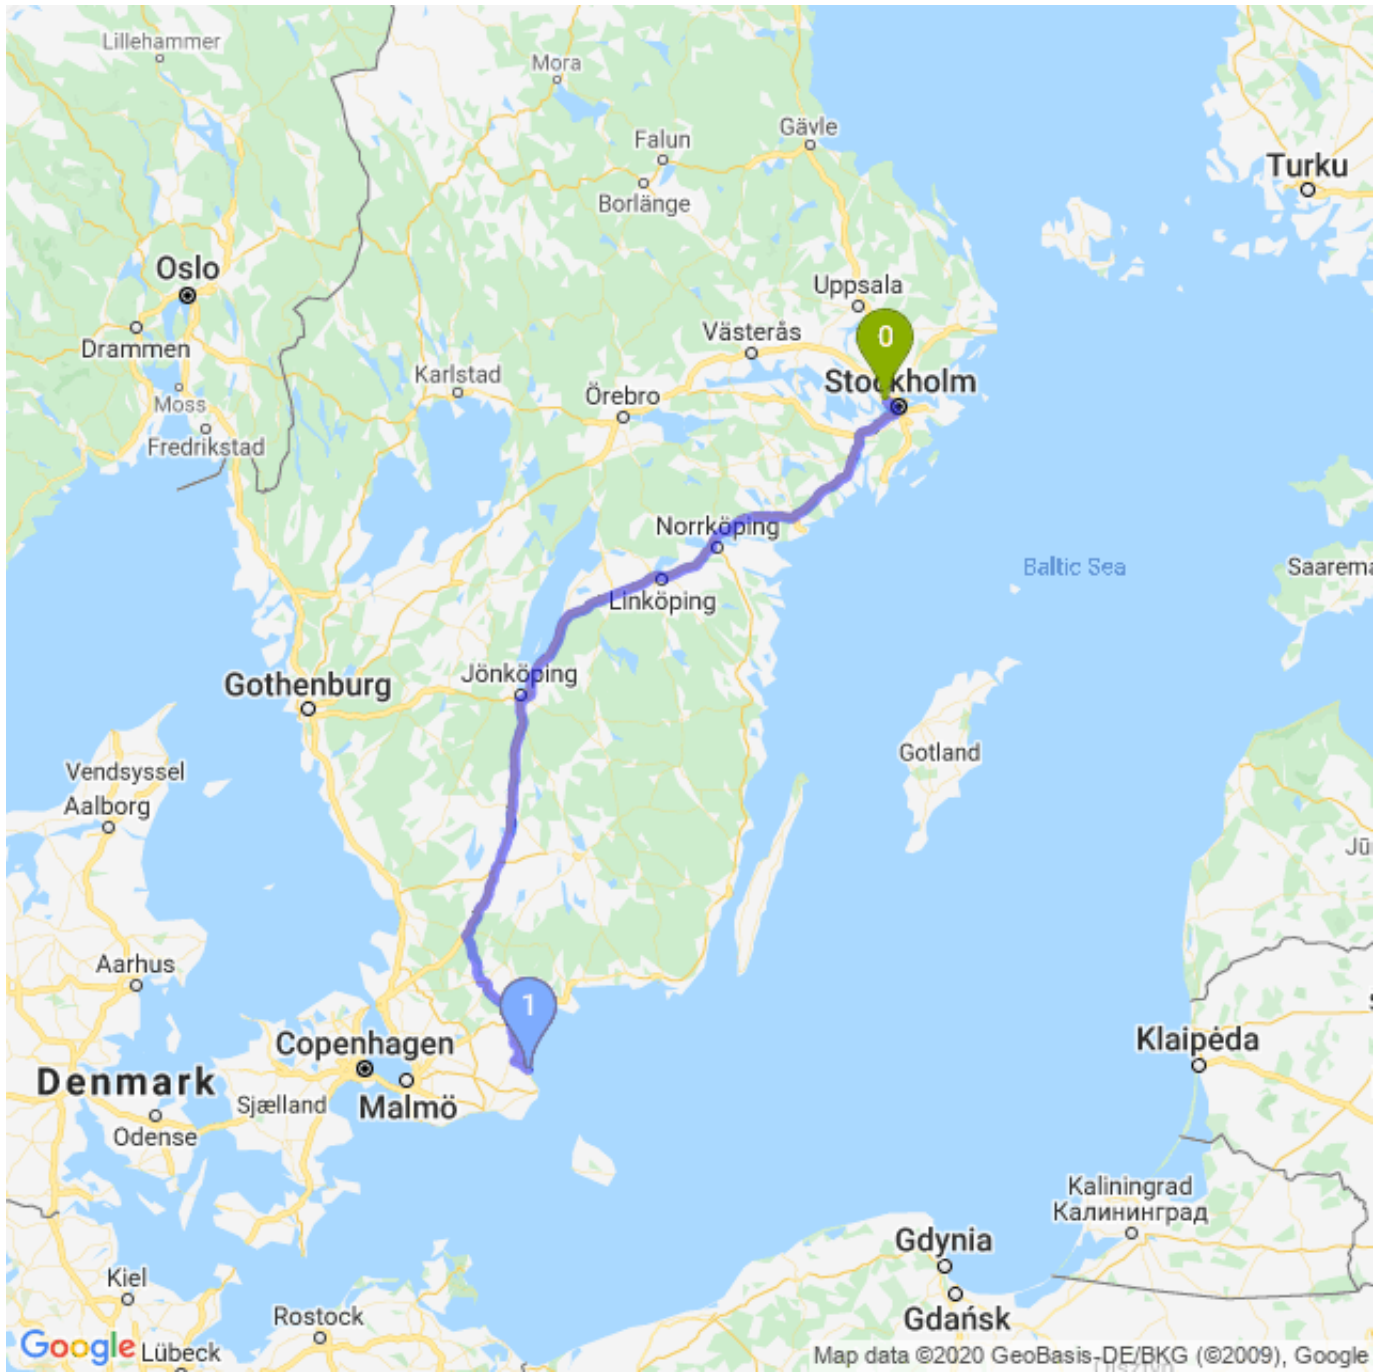 Lillehammer
Mora
Gävle
Falun
Borlänge
Turku
Oslo
Uppsala
Drammen
Västerås
0
Karlstad
Stockholm
Moss
Örebro
Fredrikstad
Norrköping
Baltic Sea
Saarema
Linköping
Jönköping
Gothenburg
Gotland
Vendsyssel
Aalborg
Jū
Aarhus
1
Copenhagen
Klaipėda
Denmark
Sjælland
Malmö
Odense
Kaliningrad
Калининград
Gdynia
Kiel
Rostock
Gdańsk
Google
Lübeck
Map data ©2020 GeoBasis-DE/BKG (©2009), Google